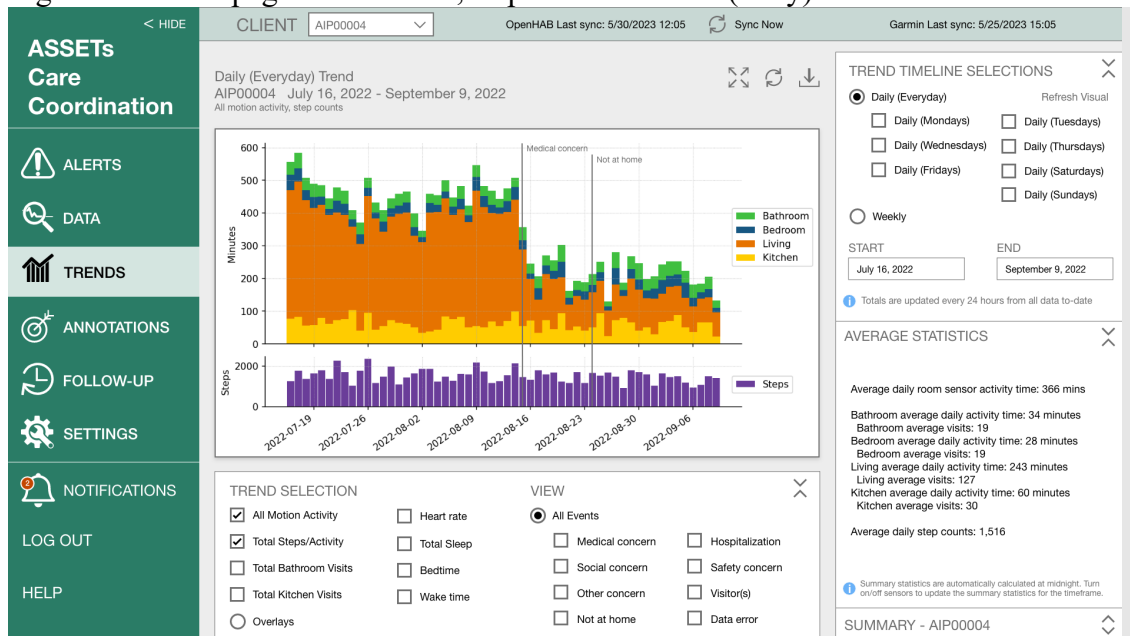 < HIDE
ASSETs
Care
Coordination
ALERTS
DATA
TRENDS
ANNOTATIONS
FOLLOW-UP
SETTINGS
2
NOTIFICATIONS
LOG OUT
HELP
CLIENT AIP00004 OpenHAB Last sync: 5/30/2023 12:05 Sync Now Garmin Last sync: 5/25/2023 15:05
Daily (Everyday) Trend
AIP00004 July 16, 2022 - September 9, 2022
All motion activity, step counts
Medical concern
Not at home
Minutes
600
500
400
300
200
100
0
Bathroom
Bedroom
Living
Kitchen
Steps
2000
0
Steps
2022-07-19 2022-07-26 2022-08-02 2022-08-09 2022-08-16 2022-08-23 2022-08-30 2022-09-06
TREND SELECTION
All Motion Activity
Total Steps/Activity
Total Bathroom Visits
Total Kitchen Visits
Overlays
Heart rate
Total Sleep
Bedtime
Wake time
VIEW
All Events
Medical concern
Social concern
Other concern
Not at home
Hospitalization
Safety concern
Visitor(s)
Data error
TREND TIMELINE SELECTIONS
Daily (Everyday) Refresh Visual
Daily (Mondays) Daily (Tuesdays)
Daily (Wednesdays) Daily (Thursdays)
Daily (Fridays) Daily (Saturdays)
Daily (Sundays)
Weekly
START END
July 16, 2022 September 9, 2022
Totals are updated every 24 hours from all data to-date
AVERAGE STATISTICS
Average daily room sensor activity time: 366 mins
Bathroom average daily activity time: 34 minutes
Bathroom average visits: 19
Bedroom average daily activity time: 28 minutes
Bedroom average visits: 19
Living average daily activity time: 243 minutes
Living average visits: 127
Kitchen average daily activity time: 60 minutes
Kitchen average visits: 30
Average daily step counts: 1,516
Summary statistics are automatically calculated at midnight. Turn
on/off sensors to update the summary statistics for the timeframe.
SUMMARY - AIP00004